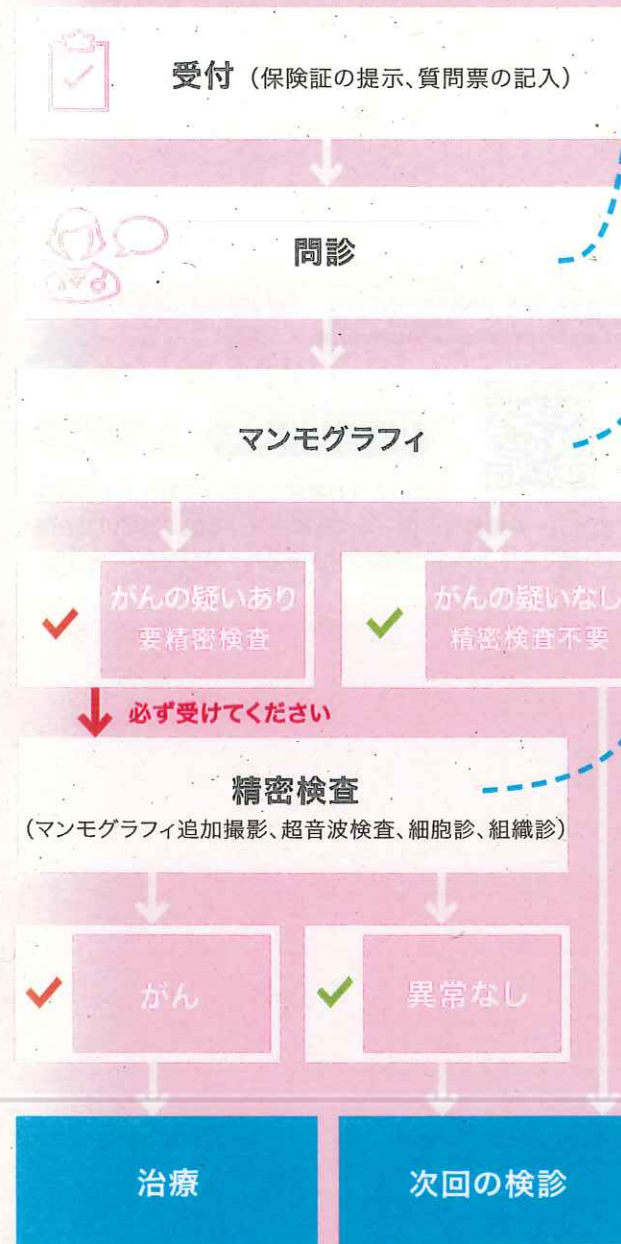 受付（保険証の提示、質問票の記入）
問診
マンモグラフィ
がんの疑いあり
要精密検査
がんの疑いなし
精密検査不要
必ず受けてください
精密検査
（マンモグラフィ追加撮影、超音波検査、細胞診、組織診）
がん
異常なし
治療
次回の検診